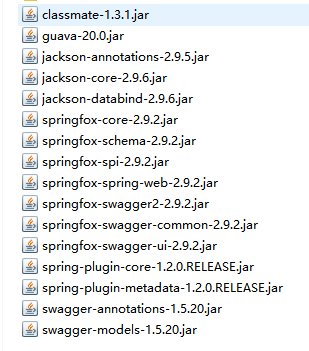 classmate-1.3.1.jar
guava-20.0.jar
jackson-annotations-2.9.5.jar
jackson-core-2.9.6.jar
jackson-databind-2.9.6.jar
springfox-core-2.9.2.jar
springfox-schema-2.9.2.jar
springfox-spi-2.9.2.jar
springfox-spring-web-2.9.2.jar
springfox-swagger2-2.9.2.jar
springfox-swagger-common-2.9.2.jar
springfox-swagger-ui-2.9.2.jar
spring-plugin-core-1.2.0.RELEASE.jar
spring-plugin-metadata-1.2.0.RELEASE.jar
swagger-annotations-1.5.20.jar
swagger-models-1.5.20.jar